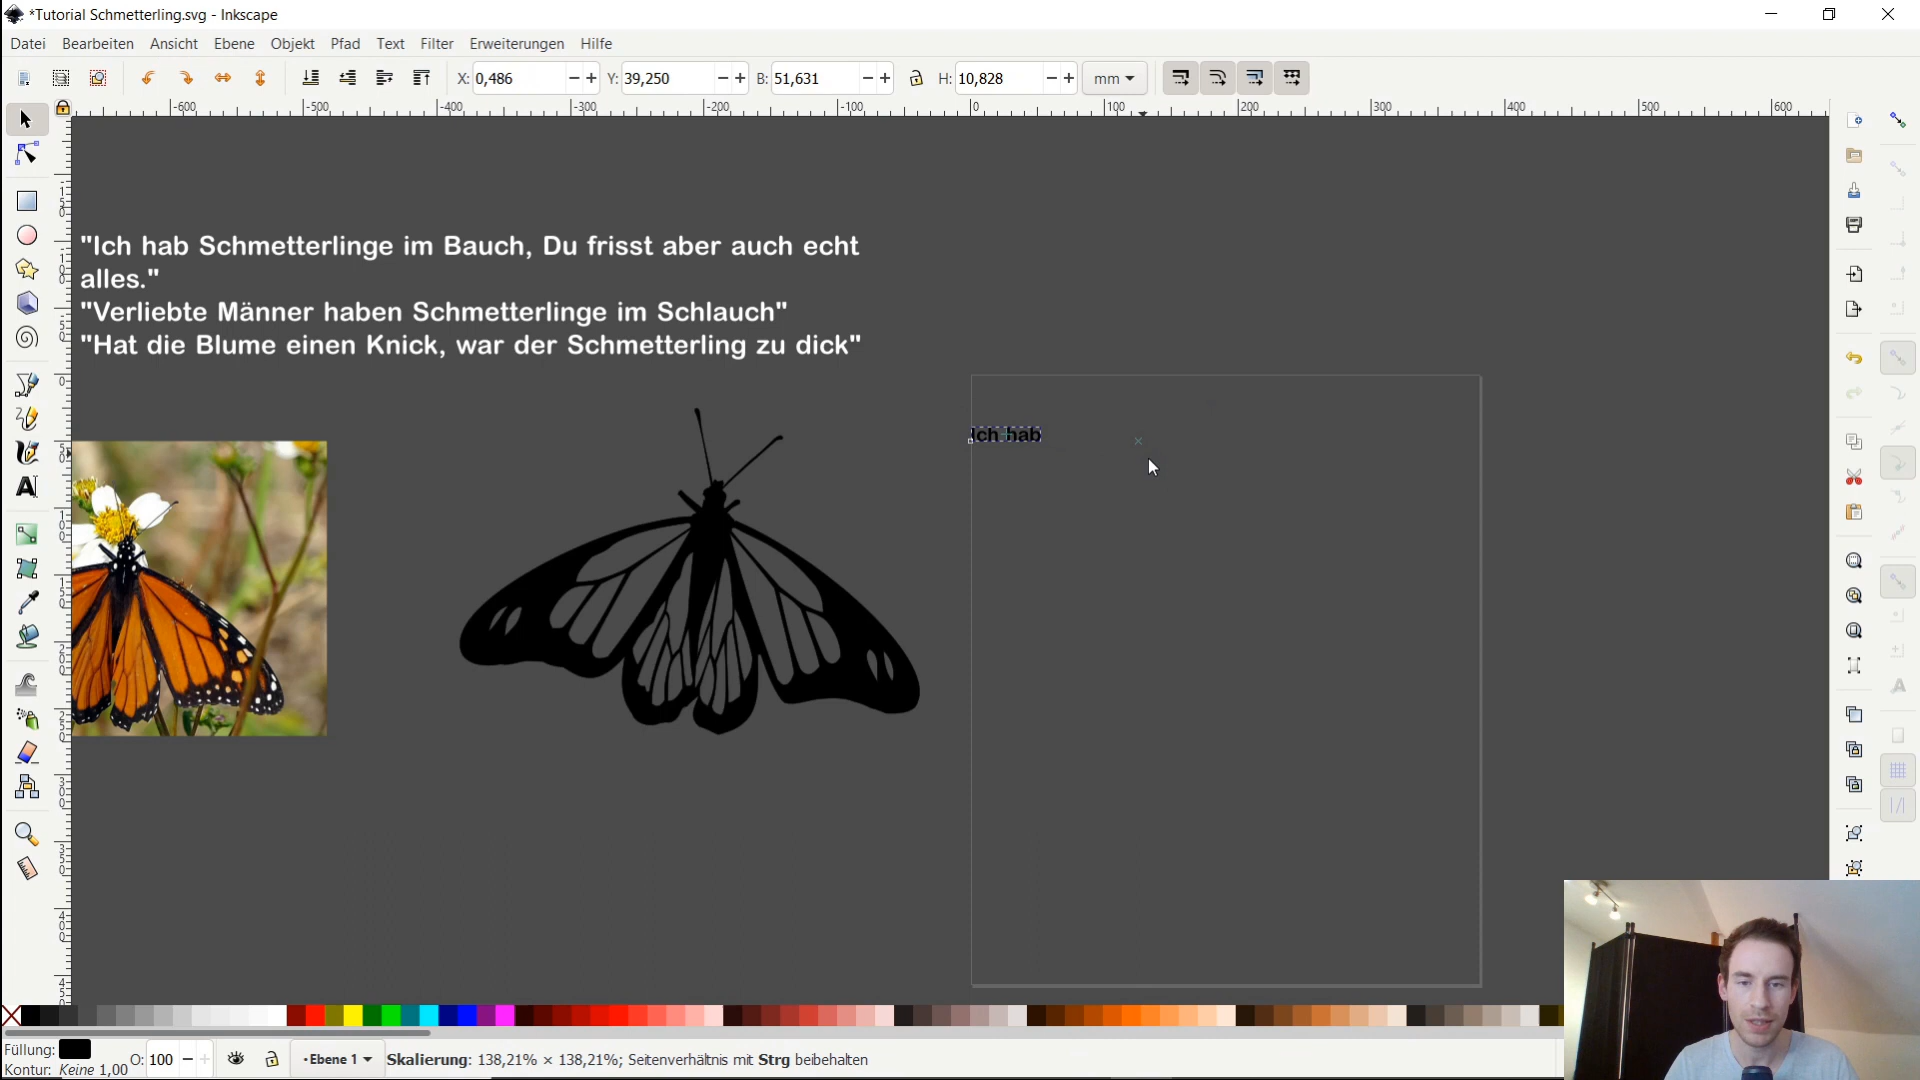 *Tutorial Schmetterling.svg - Inkscape
Datei Bearbeiten Ansicht Ebene Objekt Pfad Text Filter Erweiterungen Hilfe
X: 0,486 Y: 39,250 B: 51,631 H: 10,828 mm
-600 -500 -400 -300 -200 -100 0 100 200 300 400 500 600
"Ich hab Schmetterlinge im Bauch, Du frisst aber auch echt
alles."
"Verliebte Männer haben Schmetterlinge im Schlauch"
"Hat die Blume einen Knick, war der Schmetterling zu dick"
Ich hab
Füllung:
Kontur: Keine 1,00
O: 100
•Ebene 1
Skalierung: 138,21% × 138,21%; Seitenverhältnis mit Strg beibehalten